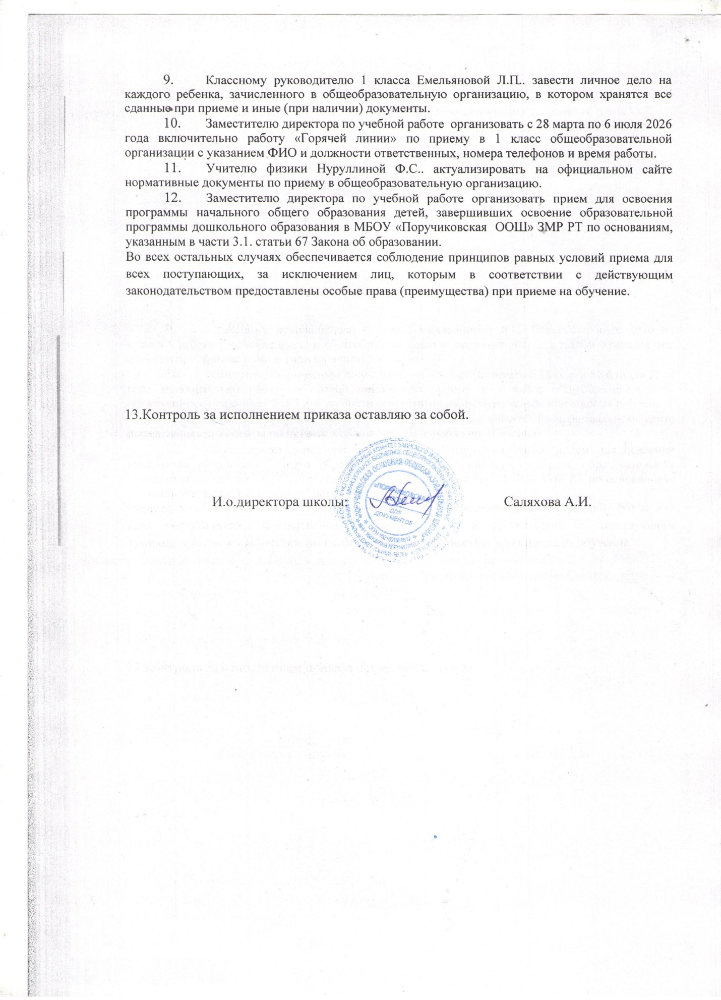 9. Классному руководителю 1 класса Емельяновой Л.П.. завести личное дело на
каждого ребенка, зачисленного в общеобразовательную организацию, в котором хранятся все
сданные при приеме и иные (при наличии) документы.
10. Заместителю директора по учебной работе организовать с 28 марта по 6 июля 2026
года включительно работу «Горячей линии» по приему в 1 класс общеобразовательной
организации с указанием ФИО и должности ответственных, номера телефонов и время работы.
11. Учителю физики Нуруллиной Ф.С.. актуализировать на официальном сайте
нормативные документы по приему в общеобразовательную организацию.
12. Заместителю директора по учебной работе организовать прием для освоения
программы начального общего образования детей, завершивших освоение образовательной
программы дошкольного образования в МБОУ «Поручиковская ООШ» ЗМР РТ по основаниям,
указанным в части 3.1. статьи 67 Закона об образовании.
Во всех остальных случаях обеспечивается соблюдение принципов равных условий приема для
всех поступающих, за исключением лиц, которым в соответствии с действующим
законодательством предоставлены особые права (преимущества) при приеме на обучение.
13.Контроль за исполнением приказа оставляю за собой.
И.о.директора школы: Саляхова А.И.
ПОРУЧИКОВСКАЯ ОСНОВНАЯ
ДЛЯ
ДОКУМЕНТОВ